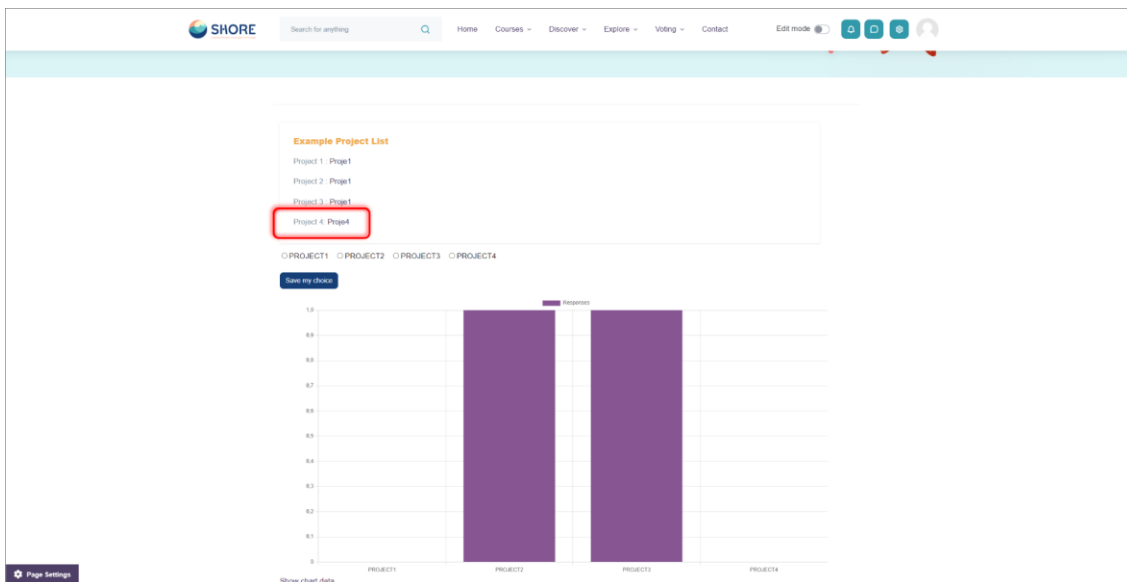 SHORE Search for anything Home Courses Discover Explore Voting Contact Edit mode
Example Project List
Project 1 : Proje1
Project 2 : Proje1
Project 3 : Proje1
Project 4: Proje4
PROJECT1 PROJECT2 PROJECT3 PROJECT4
Save my choice
Responses
1,0
0,9
0,8
0,7
0,6
0,5
0,4
0,3
0,2
0,1
0
PROJECT1 PROJECT2 PROJECT3 PROJECT4
Page Settings
Show chart data